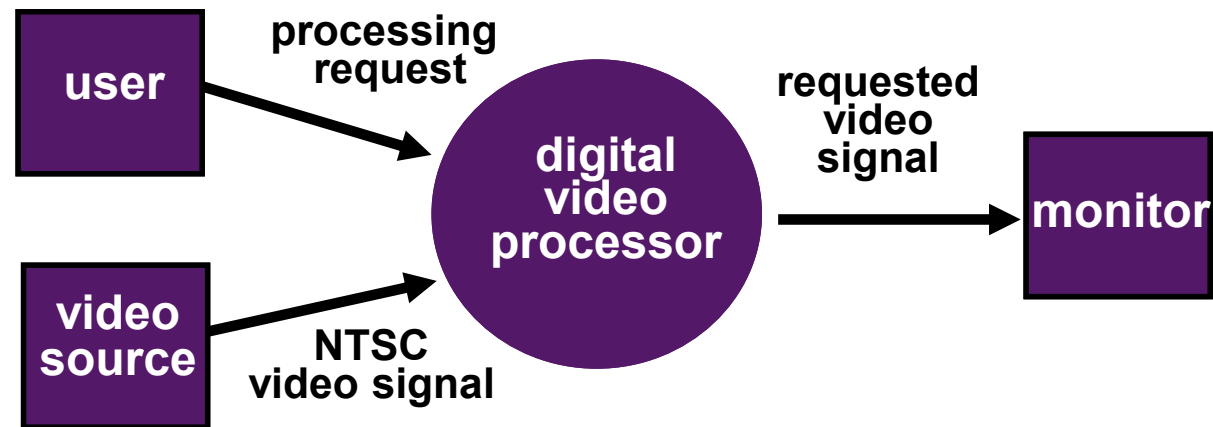 user
processing
request
video
source
NTSC
video signal
digital
video
processor
requested
video
signal
monitor